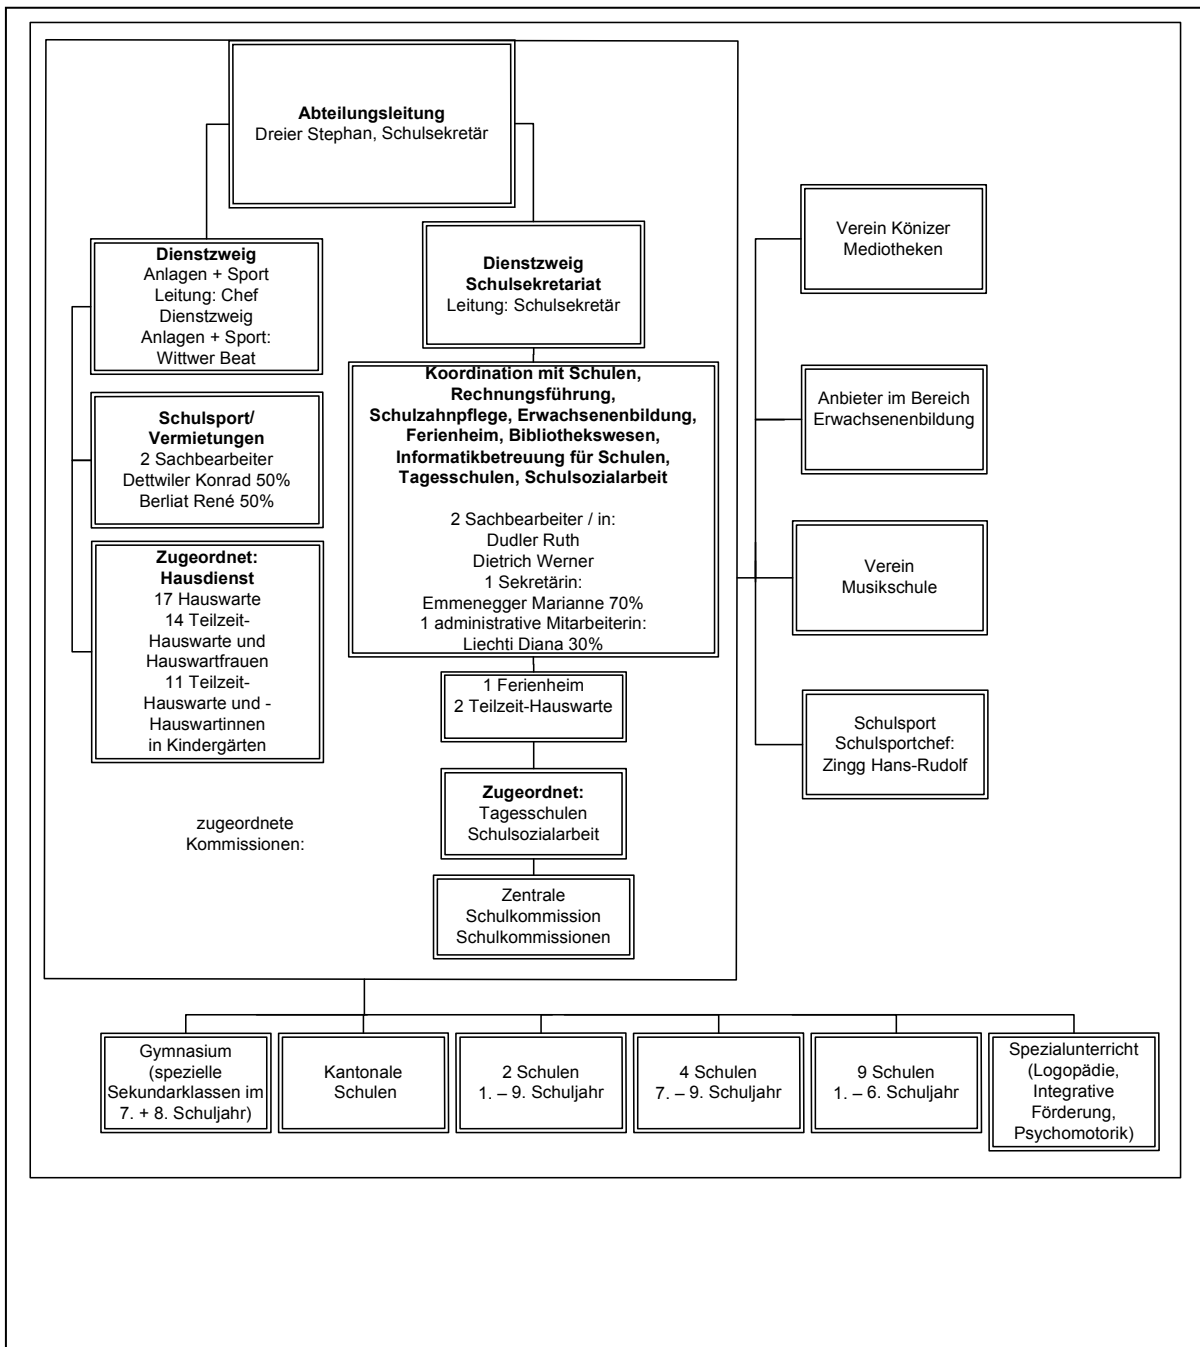 Abteilungsleitung
Dreier Stephan, Schulsekretär
Dienstzweig
Anlagen + Sport
Leitung: Chef
Dienstzweig
Anlagen + Sport:
Wittwer Beat
Schulsport/
Vermietungen
2 Sachbearbeiter
Dettwiler Konrad 50%
Berliat René 50%
Zugeordnet:
Hausdienst
17 Hauswarte
14 Teilzeit-
Hauswarte und
Hauswartfrauen
11 Teilzeit-
Hauswarte und -
Hauswartinnen
in Kindergärten
Dienstzweig
Schulsekretariat
Leitung: Schulsekretär
Koordination mit Schulen,
Rechnungsführung,
Schulzahnpflege, Erwachsenenbildung,
Ferienheim, Bibliothekswesen,
Informatikbetreuung für Schulen,
Tagesschulen, Schulsozialarbeit
2 Sachbearbeiter / in:
Dudler Ruth
Dietrich Werner
1 Sekretärin:
Emmenegger Marianne 70%
1 administrative Mitarbeiterin:
Liechti Diana 30%
1 Ferienheim
2 Teilzeit-Hauswarte
Zugeordnet:
Tagesschulen
Schulsozialarbeit
zugeordnete
Kommissionen:
Zentrale
Schulkommission
Schulkommissionen
Verein Könizer
Mediotheken
Anbieter im Bereich
Erwachsenenbildung
Verein
Musikschule
Schulsport
Schulsportchef:
Zingg Hans-Rudolf
Gymnasium
(spezielle
Sekundarklassen im
7. + 8. Schuljahr)
Kantonale
Schulen
2 Schulen
1. – 9. Schuljahr
4 Schulen
7. – 9. Schuljahr
9 Schulen
1. – 6. Schuljahr
Spezialunterricht
(Logopädie,
Integrative
Förderung,
Psychomotorik)